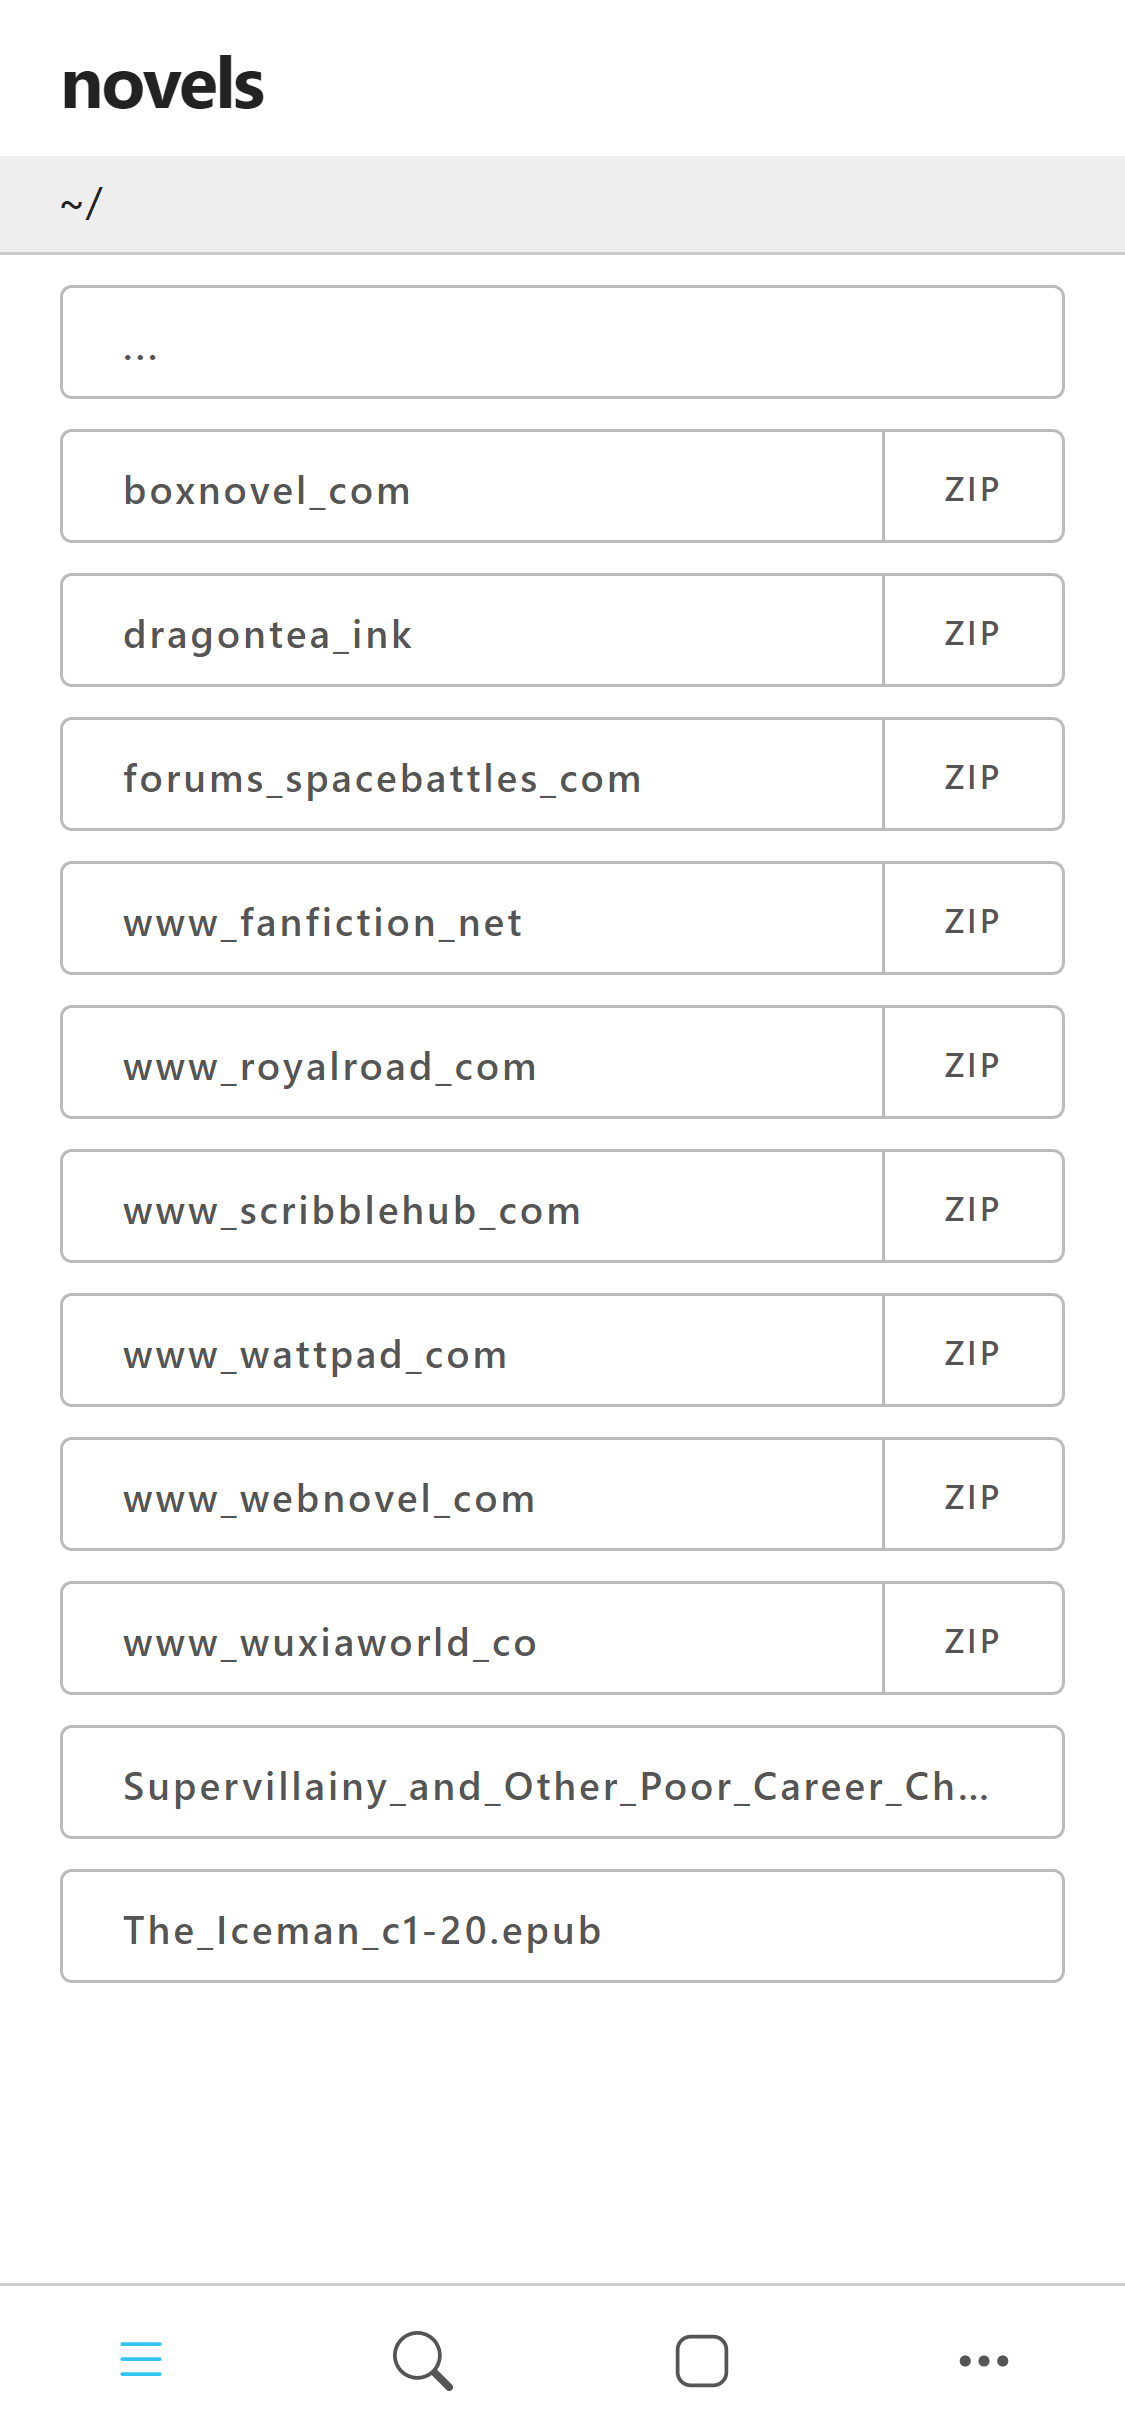 novels
~/
...
boxnovel_com ZIP
dragontea_ink ZIP
forums_spacebattles_com ZIP
www_fanfiction_net ZIP
www_royalroad_com ZIP
www_scribblehub_com ZIP
www_wattpad_com ZIP
www_webnovel_com ZIP
www_wuxiaworld_co ZIP
Supervillainy_and_Other_Poor_Career_Ch...
The_Iceman_c1-20.epub